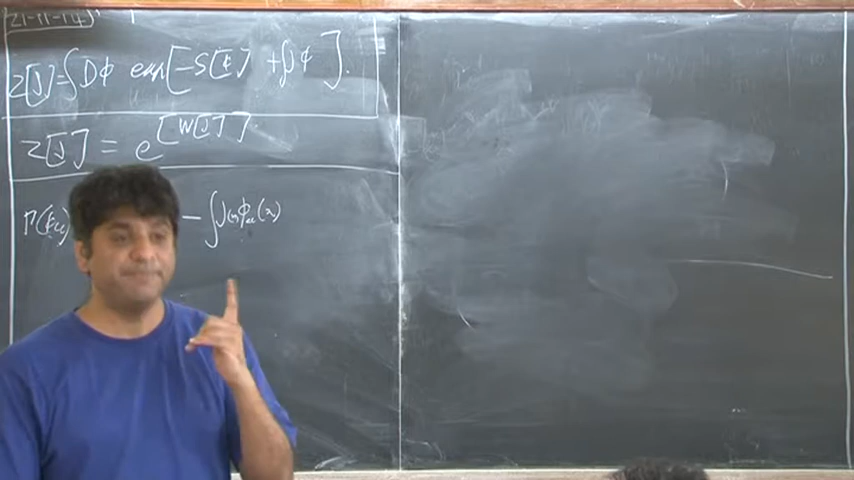 21-11-14
Z[J] = ∫Dϕ exp[-S[ϕ] + ∫Jϕ].
Z[J] = e^[W[J]].
Γ(ϕcl) - ∫J(x)ϕcl(x)